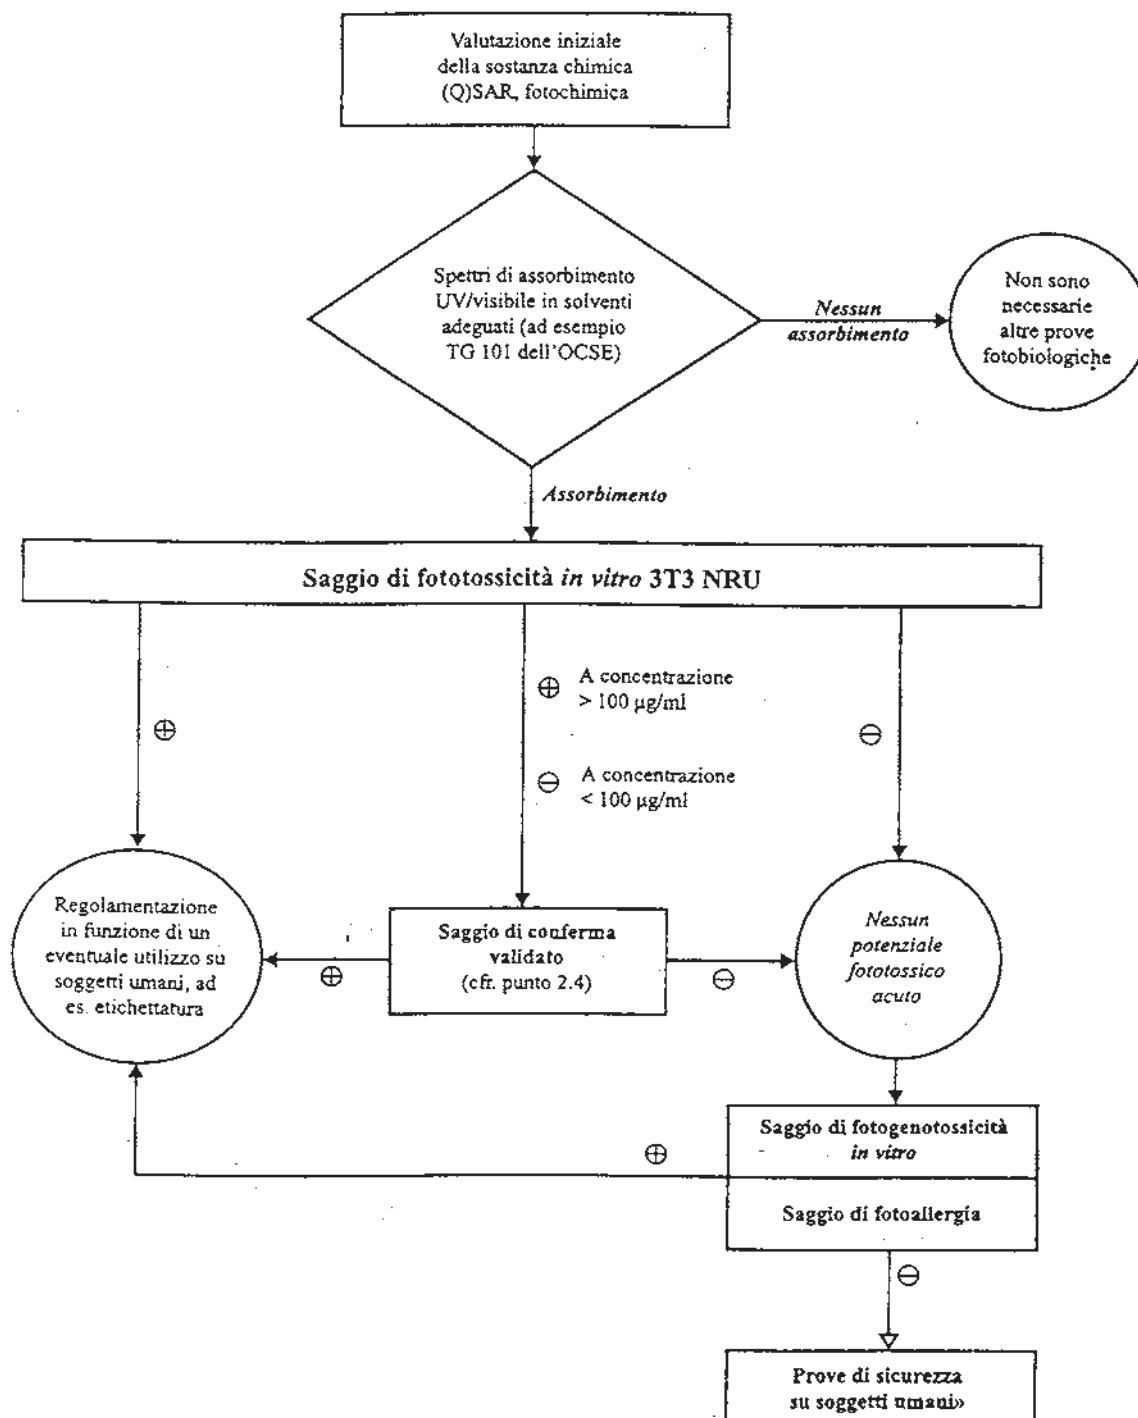 Valutazione iniziale
della sostanza chimica
(Q)SAR, fotochimica
Spettri di assorbimento
UV/visibile in solventi
adeguati (ad esempio
TG 101 dell'OCSE)
Nessun
assorbimento
Non sono
necessarie
altre prove
fotobiologiche
Assorbimento
Saggio di fototossicità in vitro 3T3 NRU
⊕
⊕ A concentrazione
> 100 µg/ml
⊖
⊖ A concentrazione
< 100 µg/ml
Regolamentazione
in funzione di un
eventuale utilizzo su
soggetti umani, ad
es. etichettatura
⊕
Saggio di conferma
validato
(cfr. punto 2.4)
⊖
Nessun
potenziale
fototossico
acuto
⊕
Saggio di fotogenotossicità
in vitro
Saggio di fotoallergia
⊖
Prove di sicurezza
su soggetti umani»